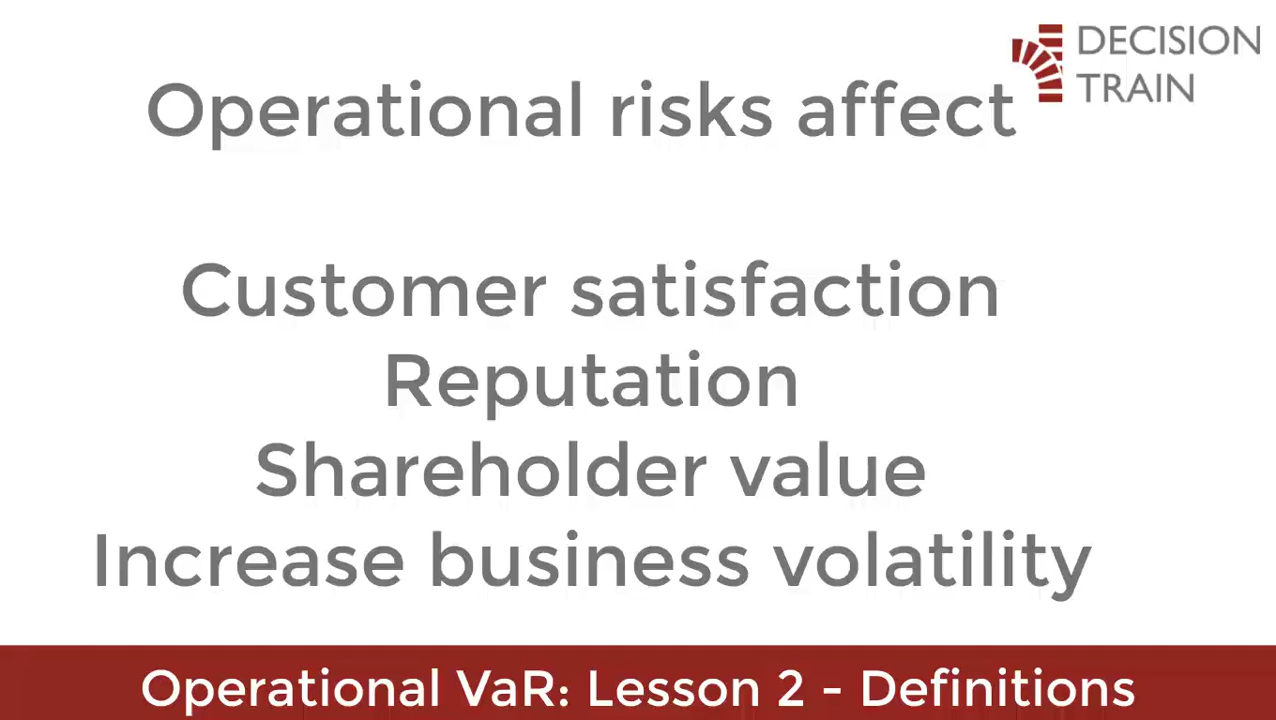 DECISION
TRAIN
Operational risks affect
Customer satisfaction
Reputation
Shareholder value
Increase business volatility
Operational VaR: Lesson 2 - Definitions